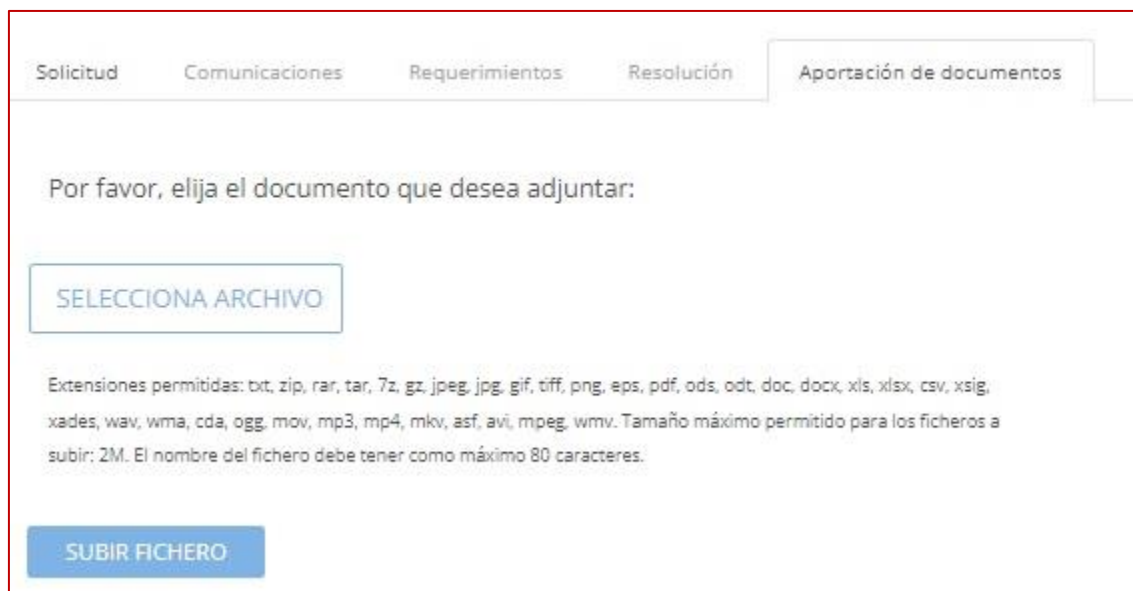 Solicitud Comunicaciones Requerimientos Resolución Aportación de documentos
Por favor, elija el documento que desea adjuntar:
SELECCIONA ARCHIVO
Extensiones permitidas: txt, zip, rar, tar, 7z, gz, jpeg, jpg, gif, tiff, png, eps, pdf, ods, odt, doc, docx, xls, xlsx, csv, xsig,
xades, wav, wma, cda, ogg, mov, mp3, mp4, mkv, asf, avi, mpeg, wmv. Tamaño máximo permitido para los ficheros a
subir: 2M. El nombre del fichero debe tener como máximo 80 caracteres.
SUBIR FICHERO